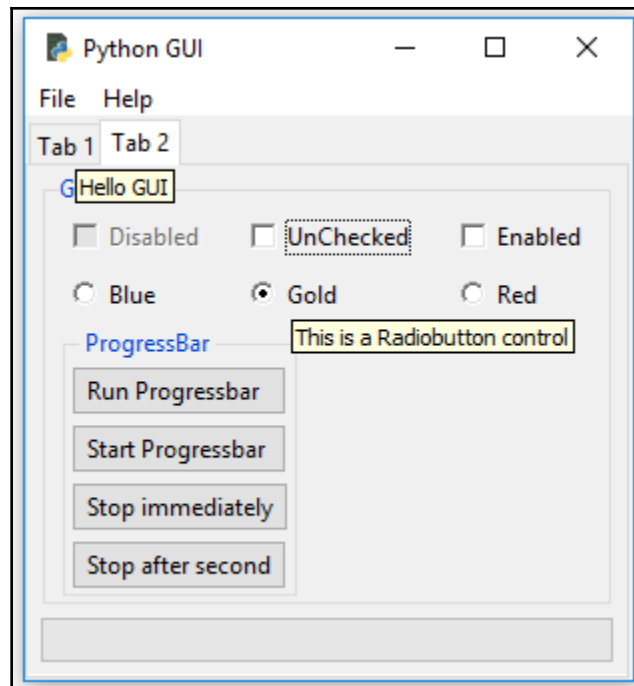 Python GUI
File Help
Tab 1 Tab 2
G Hello GUI
Disabled UnChecked Enabled
Blue Gold Red
ProgressBar This is a Radiobutton control
Run Progressbar
Start Progressbar
Stop immediately
Stop after second